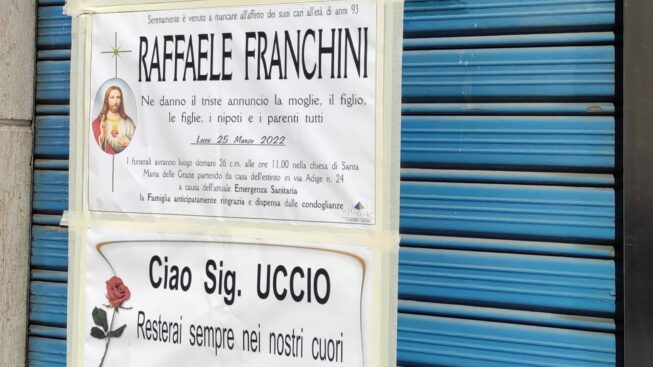 Serenamente è venuto a mancare all'affetto dei suoi cari all'età di anni 93
RAFFAELE FRANCHINI
Ne danno il triste annuncio la moglie, il figlio,
le figlie, i nipoti e i parenti tutti
Lecce 25 Marzo 2022
I funerali avranno luogo domani 26 c.m. alle ore 11,00 nella chiesa di Santa
Maria delle Grazie partendo da casa dell'estinto in via Adige n. 24
a causa dell'attuale Emergenza Sanitaria
la Famiglia anticipatamente ringrazia e dispensa dalle condoglianze
Ciao Sig. UCCIO
Resterai sempre nei nostri cuori